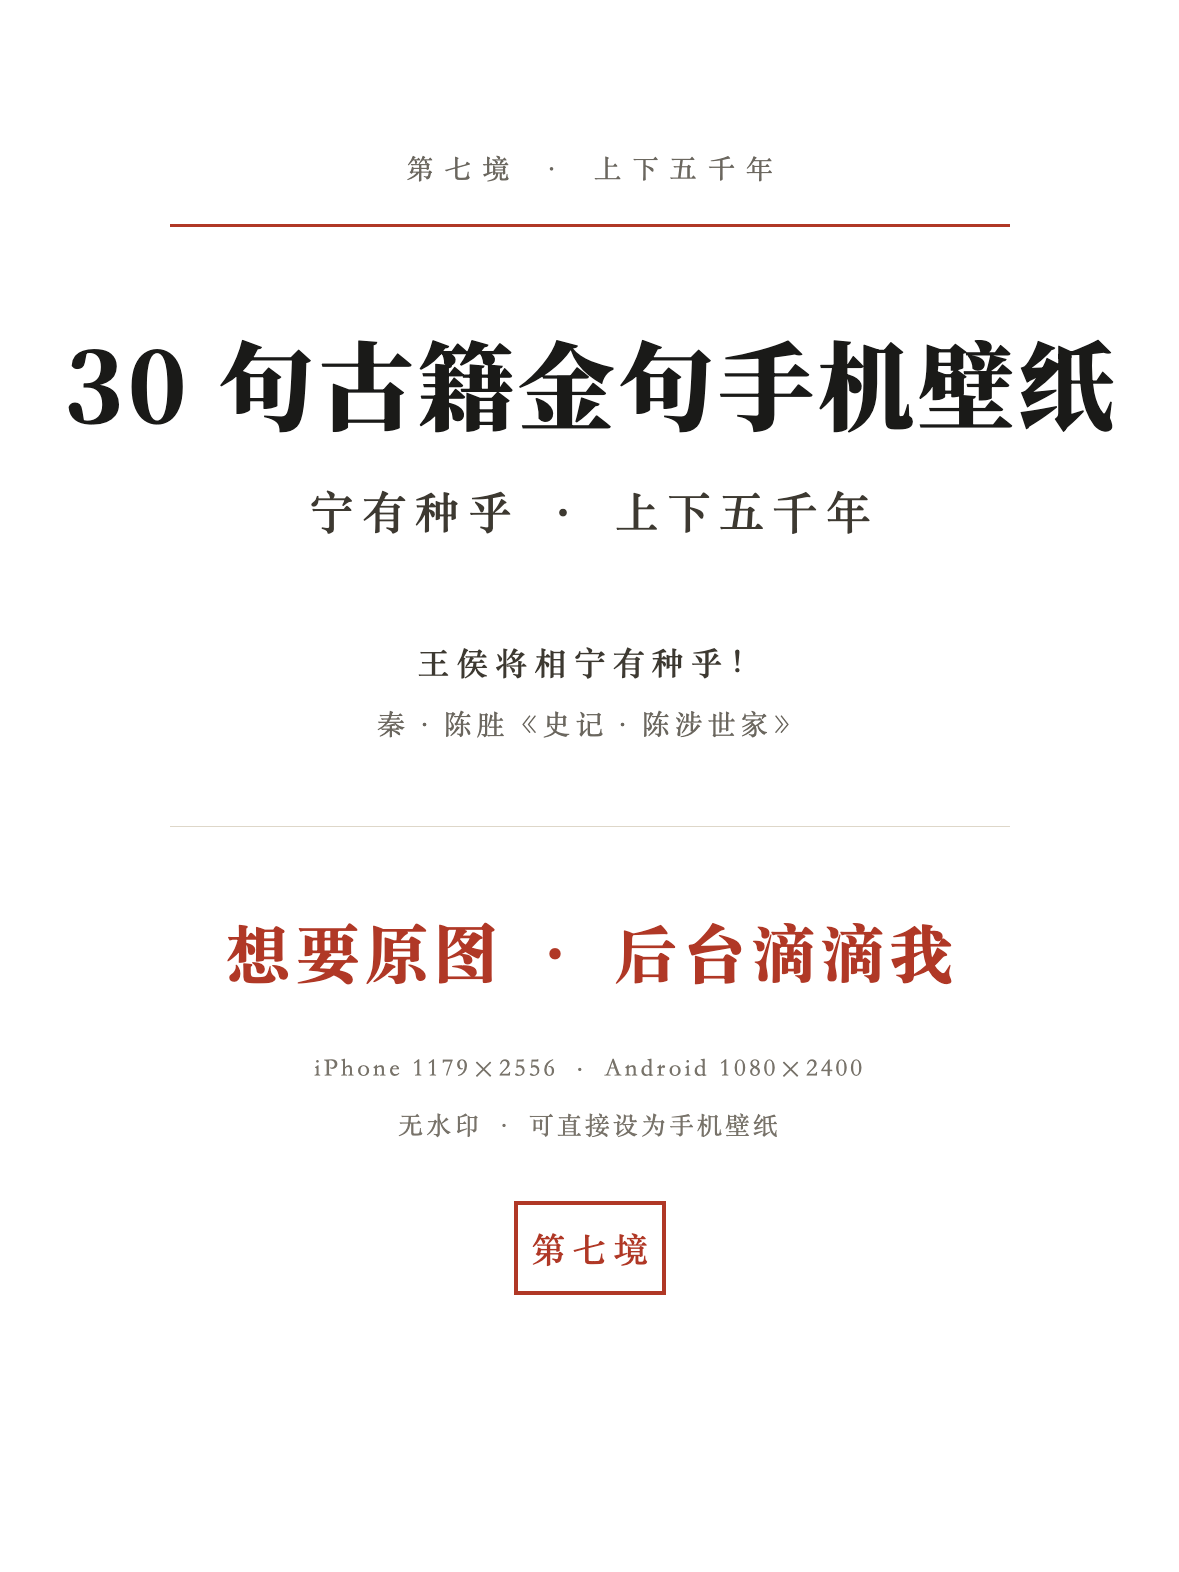 第七境 · 上下五千年
30 句古籍金句手机壁纸
宁有种乎 · 上下五千年
王侯将相宁有种乎！
秦 · 陈胜《史记 · 陈涉世家》
想要原图 · 后台滴滴我
iPhone 1179×2556 · Android 1080×2400
无水印 · 可直接设为手机壁纸
第七境